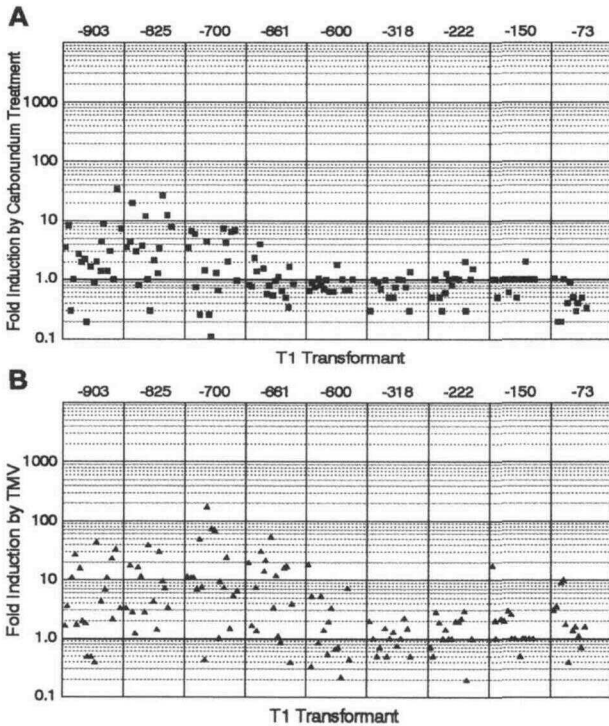 A
-903 -825 -700 -661 -600 -318 -222 -150 -73
Fold Induction by Carborundum Treatment
1000
100
10
1.0
0.1
T1 Transformant
B
-903 -825 -700 -661 -600 -318 -222 -150 -73
Fold Induction by TMV
1000
100
10
1.0
0.1
T1 Transformant